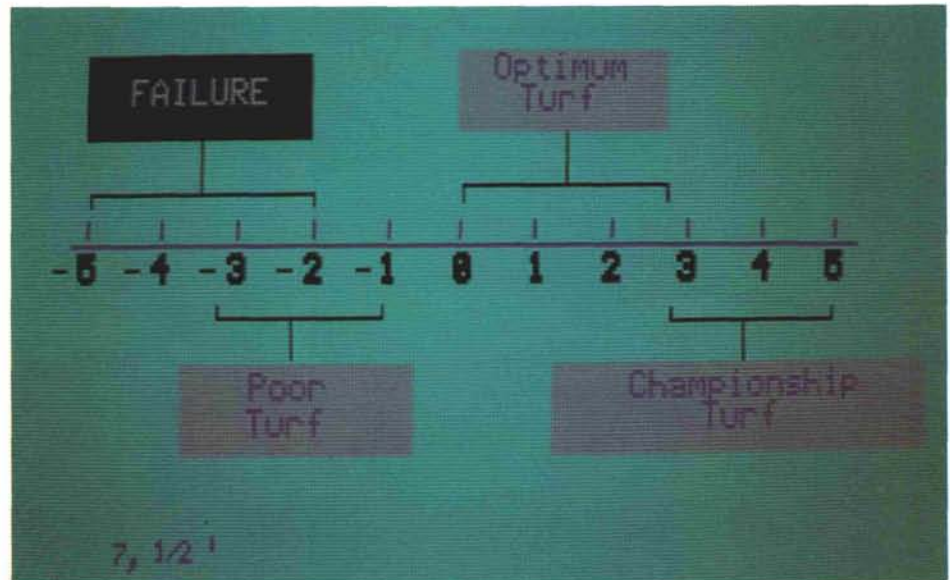 FAILURE
Optimum
Turf
-5 -4 -3 -2 -1 0 1 2 3 4 5
Poor
Turf
Championship
Turf
7, 1/2 '